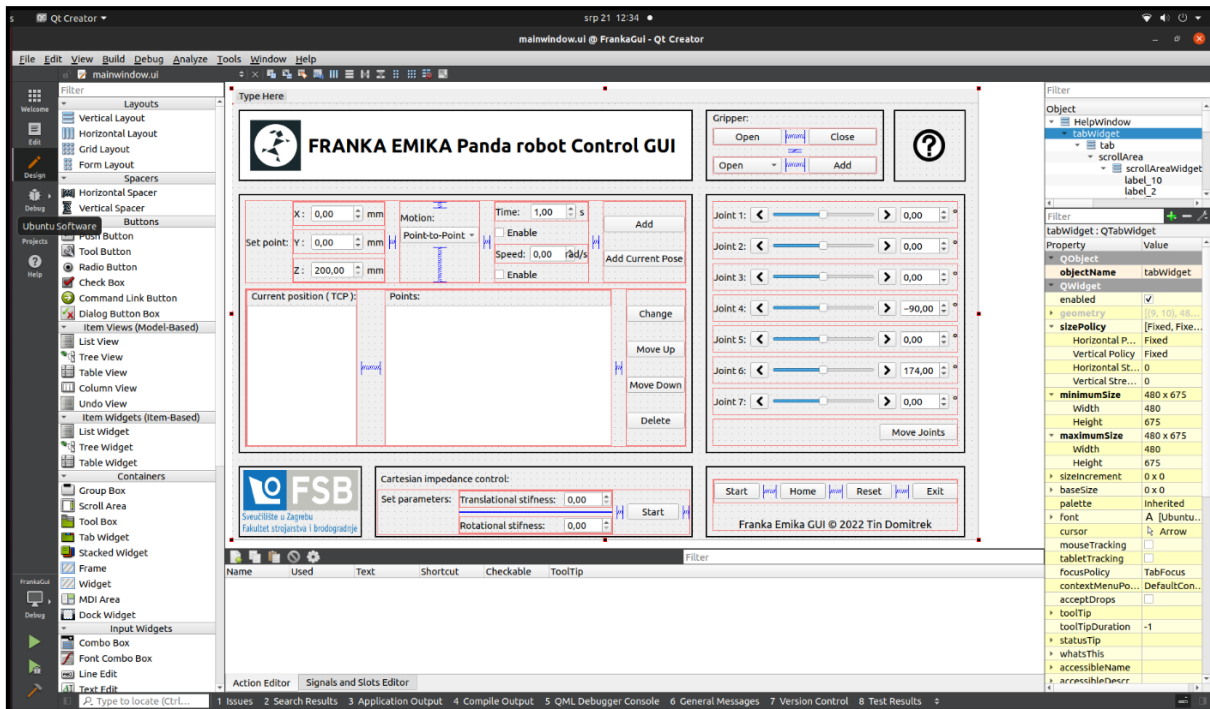 s Qt Creator srp 21 12:34
mainwindow.ui @ FrankaGui - Qt Creator
File Edit View Build Debug Analyze Tools Window Help
mainwindow.ui
Welcome
Edit
Design
Debug
Ubuntu Software
Projects
Help
FrankaGui
Debug
Filter
Layouts
Vertical Layout
Horizontal Layout
Grid Layout
Form Layout
Spacers
Horizontal Spacer
Vertical Spacer
Buttons
Push Button
Tool Button
Radio Button
Check Box
Command Link Button
Dialog Button Box
Item Views (Model-Based)
List View
Tree View
Table View
Column View
Undo View
Item Widgets (Item-Based)
List Widget
Tree Widget
Table Widget
Containers
Group Box
Scroll Area
Tool Box
Tab Widget
Stacked Widget
Frame
Widget
MDI Area
Dock Widget
Input Widgets
Combo Box
Font Combo Box
Line Edit
Text Edit
Type Here
FRANKA EMIKA Panda robot Control GUI
Gripper:
Open Close
Open Add
?
Set point:
X: 0,00 mm
Y: 0,00 mm
Z: 200,00 mm
Motion:
Point-to-Point
Time: 1,00 s
Enable
Speed: 0,00 rad/s
Enable
Add
Add Current Pose
Current position ( TCP ):
Points:
Change
Move Up
Move Down
Delete
Joint 1: 0,00 °
Joint 2: 0,00 °
Joint 3: 0,00 °
Joint 4: -90,00 °
Joint 5: 0,00 °
Joint 6: 174,00 °
Joint 7: 0,00 °
Move Joints
FSB
Sveučilište u Zagrebu
Fakultet strojarstva i brodogradnje
Cartesian impedance control:
Set parameters:
Translational stifness: 0,00
Rotational stifness: 0,00
Start
Start Home Reset Exit
Franka Emika GUI © 2022 Tin Domitrek
Filter
Name Used Text Shortcut Checkable ToolTip
Action Editor Signals and Slots Editor
Filter
Object
HelpWindow
tabWidget
tab
scrollArea
scrollAreaWidget
label_10
label_2
Filter
tabWidget : QTabWidget
Property Value
QObject
objectName tabWidget
QWidget
enabled
geometry [(9, 10), 48...
sizePolicy [Fixed, Fixe...
Horizontal P... Fixed
Vertical Policy Fixed
Horizontal St... 0
Vertical Stre... 0
minimumSize 480 x 675
Width 480
Height 675
maximumSize 480 x 675
Width 480
Height 675
sizeIncrement 0 x 0
baseSize 0 x 0
palette Inherited
font A [Ubuntu..
cursor Arrow
mouseTracking
tabletTracking
focusPolicy TabFocus
contextMenuPo... DefaultCon...
acceptDrops
toolTip
toolTipDuration -1
statusTip
whatsThis
accessibleName
accessibleDescr
Type to locate (Ctrl... 1 Issues 2 Search Results 3 Application Output 4 Compile Output 5 QML Debugger Console 6 General Messages 7 Version Control 8 Test Results